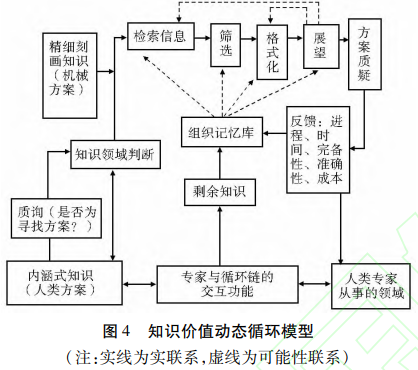 精细刻
画知识
（机械
方案）
检索信息
筛
选
格
式
化
展
望
方
案
质
疑
组织记忆库
反馈：进
程、时
间、完备
性、准确
性、成本
知识领域判断
剩余知识
质询（是否为
寻找方案？）
内涵式知识
（人类方案）
专家与循环链的
交互功能
人类专家
从事的领域
图 4 知识价值动态循环模型
（注:实线为实联系,虚线为可能性联系）